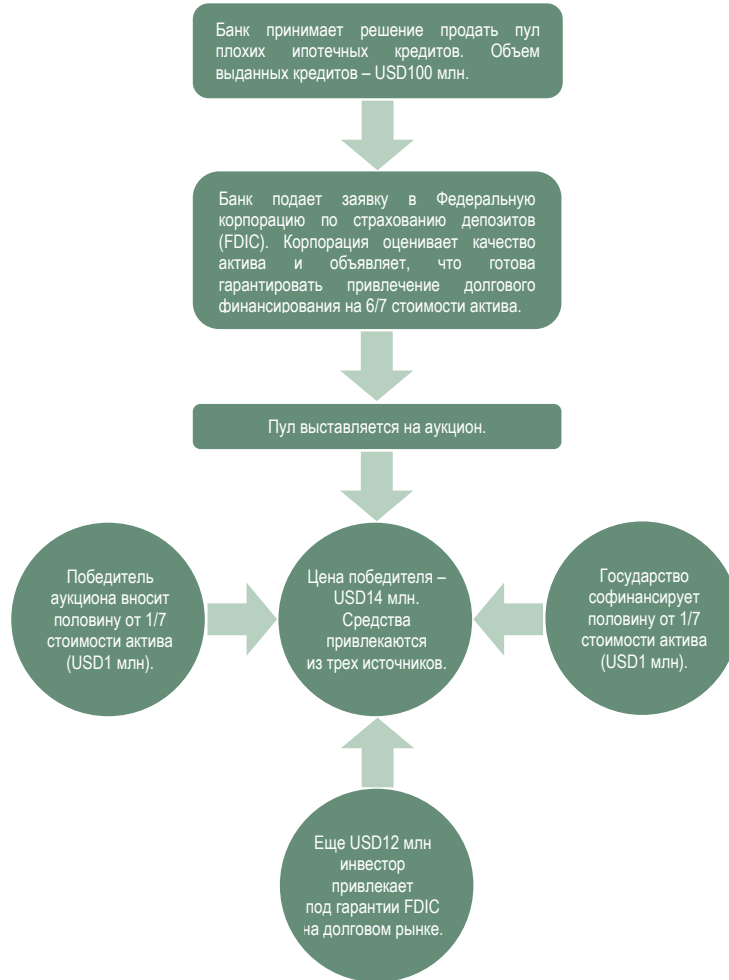 Банк принимает решение продать пул
плохих ипотечных кредитов. Объем
выданных кредитов – USD100 млн.
Банк подает заявку в Федеральную
корпорацию по страхованию депозитов
(FDIC). Корпорация оценивает качество
актива и объявляет, что готова
гарантировать привлечение долгового
финансирования на 6/7 стоимости актива.
Пул выставляется на аукцион.
Победитель
аукциона вносит
половину от 1/7
стоимости актива
(USD1 млн).
Цена победителя –
USD14 млн.
Средства
привлекаются
из трех источников.
Государство
софинансирует
половину от 1/7
стоимости актива
(USD1 млн).
Еще USD12 млн
инвестор
привлекает
под гарантии FDIC
на долговом рынке.